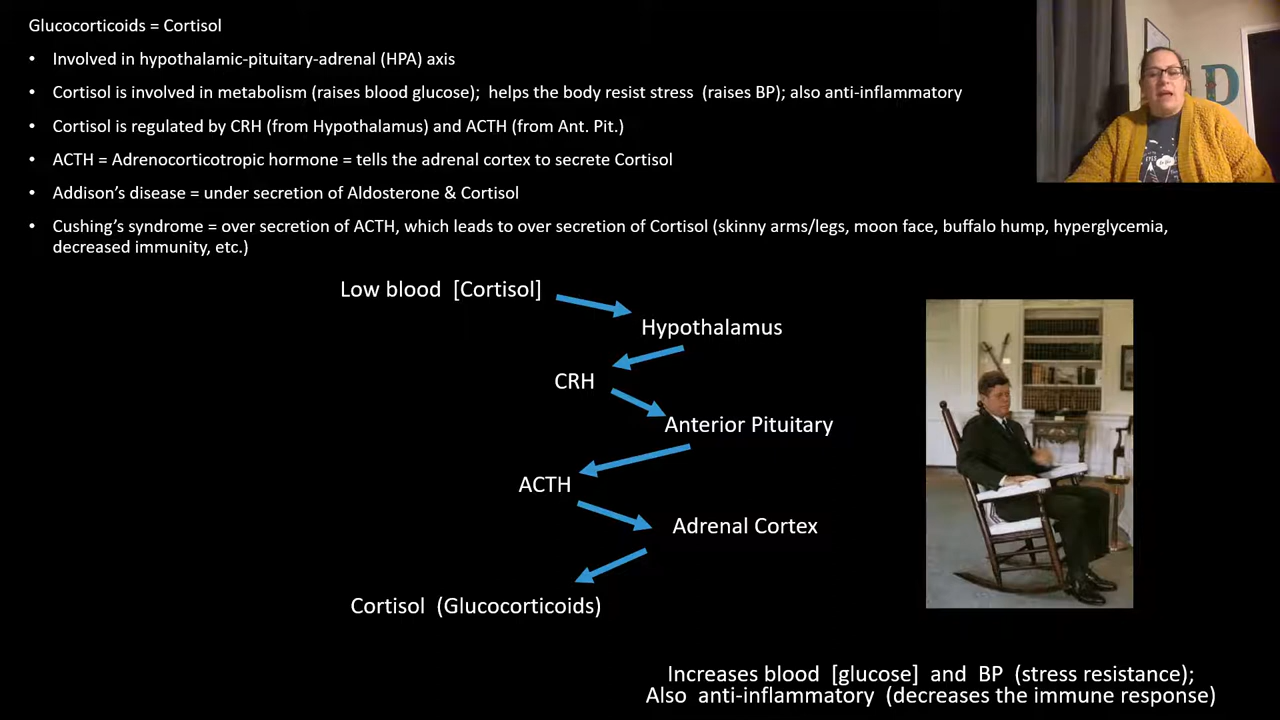 Glucocorticoids = Cortisol
• Involved in hypothalamic-pituitary-adrenal (HPA) axis
• Cortisol is involved in metabolism (raises blood glucose);  helps the body resist stress  (raises BP); also anti-inflammatory
• Cortisol is regulated by CRH (from Hypothalamus) and ACTH (from Ant. Pit.)
• ACTH = Adrenocorticotropic hormone = tells the adrenal cortex to secrete Cortisol
• Addison's disease = under secretion of Aldosterone & Cortisol
• Cushing's syndrome = over secretion of ACTH, which leads to over secretion of Cortisol (skinny arms/legs, moon face, buffalo hump, hyperglycemia,
decreased immunity, etc.)
Low blood  [Cortisol]
Hypothalamus
CRH
Anterior Pituitary
ACTH
Adrenal Cortex
Cortisol  (Glucocorticoids)
Increases blood  [glucose]  and  BP  (stress resistance);
Also  anti-inflammatory  (decreases the immune response)
D